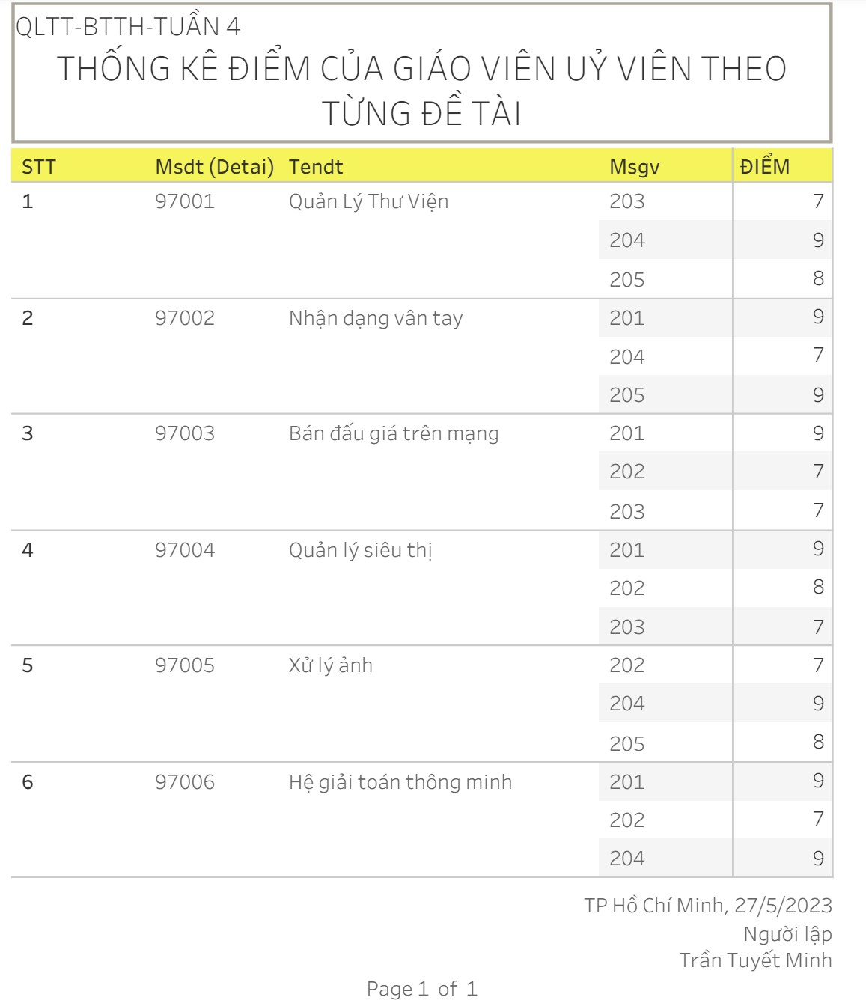 QLTT-BTTH-TUẦN 4
THỐNG KÊ ĐIỂM CỦA GIÁO VIÊN UỶ VIÊN THEO
TỪNG ĐỀ TÀI
STT Msdt (Detai) Tendt Msgv ĐIỂM
1 97001 Quản Lý Thư Viện 203 7
204 9
205 8
2 97002 Nhận dạng vân tay 201 9
204 7
205 9
3 97003 Bán đấu giá trên mạng 201 9
202 7
203 7
4 97004 Quản lý siêu thị 201 9
202 8
203 7
5 97005 Xử lý ảnh 202 7
204 9
205 8
6 97006 Hệ giải toán thông minh 201 9
202 7
204 9
TP Hồ Chí Minh, 27/5/2023
Người lập
Trần Tuyết Minh
Page 1 of 1